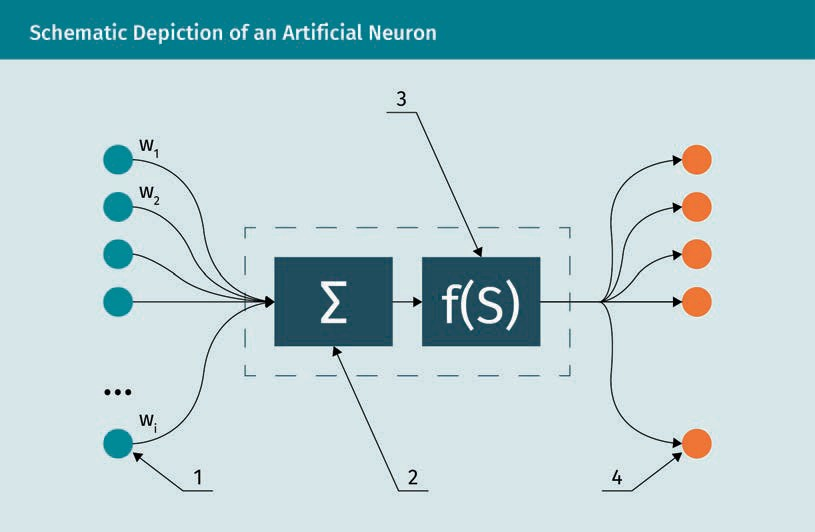 Schematic Depiction of an Artificial Neuron
3
w₁
w₂
Σ
f(S)
•••
wᵢ
1
2
4